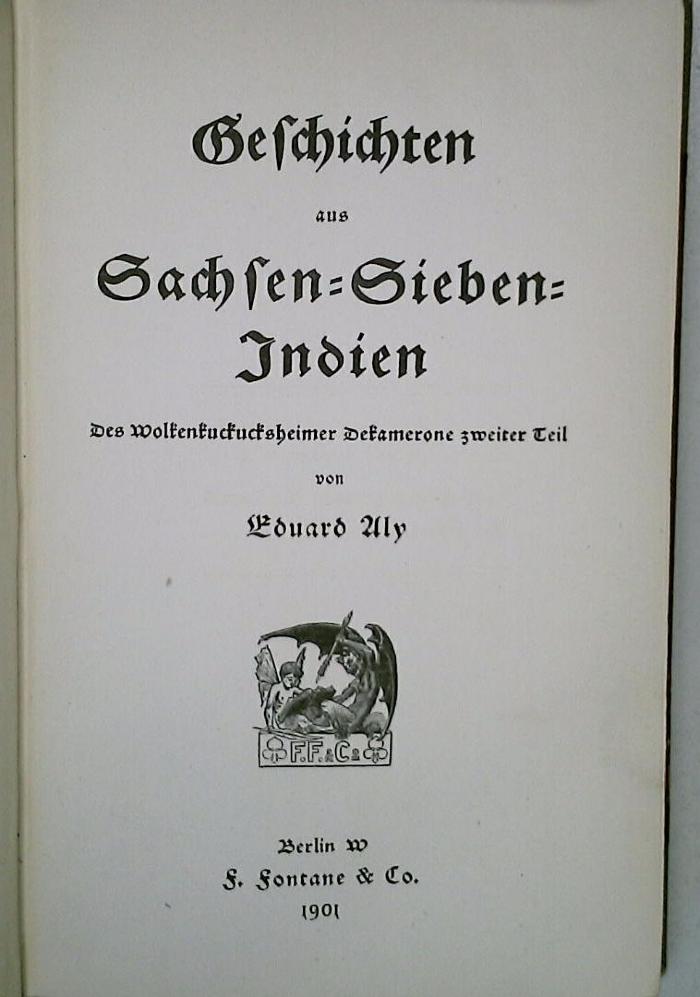 Geſchichten
aus
Sachſen-Sieben-
Indien
Des Wolkenkuckucksheimer Dekamerone zweiter Teil
von
Eduard Aly
F.F.&Co
Berlin W
F. Fontane & Co.
1901